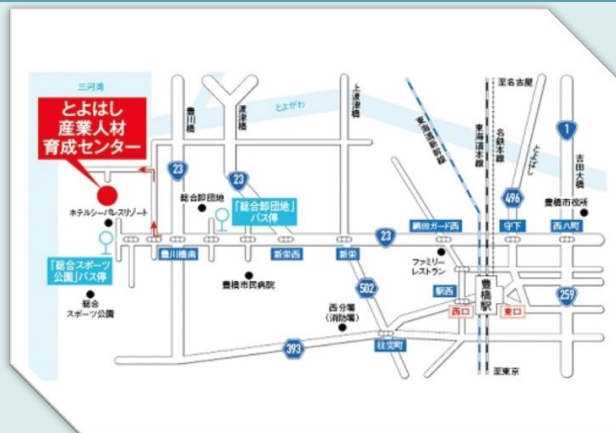 三河湾
とよはし
産業人材
育成センター
ホテルシーパレスリゾート
「総合スポーツ
公園」バス停
総合
スポーツ公園
豊川橋
渡津橋
とよがわ
上渡津橋
23
23
総合卸団地
「総合卸団地」
バス停
豊川橋南
豊橋市民病院
新栄西
新栄
23
502
393
西分署
(消防署)
往完町
東海道新幹線
東海道本線
名鉄本線
至名古屋
とよはし
496
1
吉田大橋
豊橋市役所
鍋田ガード西
守下
西八町
ファミリー
レストラン
駅西
西口
豊橋駅
東口
259
至東京